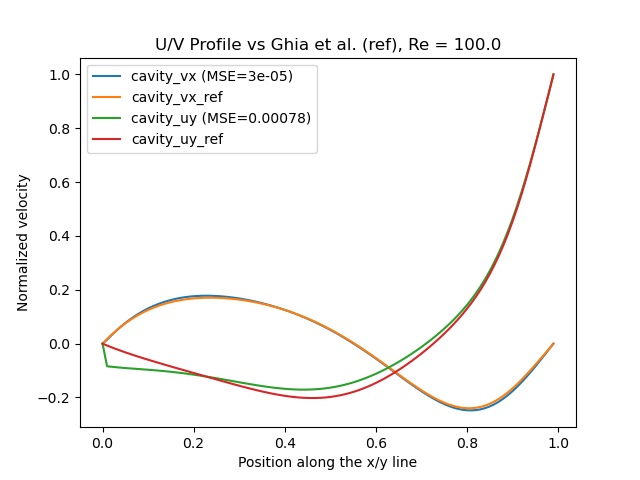 U/V Profile vs Ghia et al. (ref), Re = 100.0
cavity_vx (MSE=3e-05)
cavity_vx_ref
cavity_uy (MSE=0.00078)
cavity_uy_ref
Normalized velocity
1.0
0.8
0.6
0.4
0.2
0.0
−0.2
0.0 0.2 0.4 0.6 0.8 1.0
Position along the x/y line